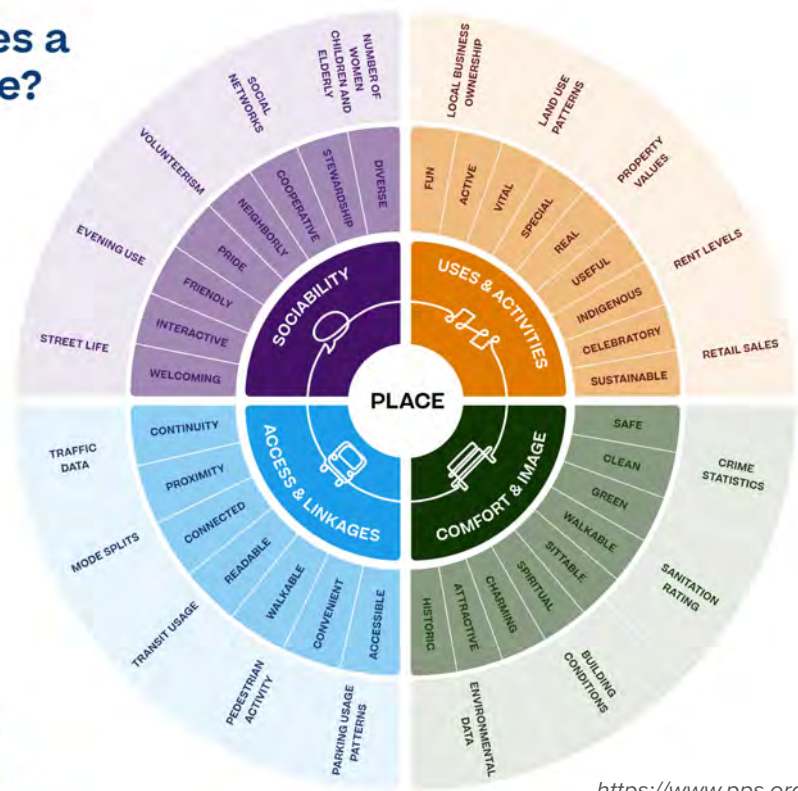 es a
e?
NUMBER OF
WOMEN
CHILDREN AND
ELDERLY
SOCIAL
NETWORKS
VOLUNTEERISM
EVENING USE
STREET LIFE
DIVERSE
STEWARDSHIP
COOPERATIVE
NEIGHBORLY
PRIDE
FRIENDLY
INTERACTIVE
WELCOMING
SOCIABILITY
LOCAL BUSINESS
OWNERSHIP
LAND USE
PATTERNS
PROPERTY
VALUES
RENT LEVELS
RETAIL SALES
FUN
ACTIVE
VITAL
SPECIAL
REAL
USEFUL
INDIGENOUS
CELEBRATORY
SUSTAINABLE
USES & ACTIVITIES
PLACE
ACCESS & LINKAGES
CONTINUITY
PROXIMITY
CONNECTED
READABLE
WALKABLE
CONVENIENT
ACCESSIBLE
TRAFFIC
DATA
MODE SPLITS
TRANSIT USAGE
PEDESTRIAN
ACTIVITY
PARKING USAGE
PATTERNS
COMFORT & IMAGE
SAFE
CLEAN
GREEN
WALKABLE
SITTABLE
SPIRITUAL
CHARMING
ATTRACTIVE
HISTORIC
CRIME
STATISTICS
SANITATION
RATING
BUILDING
CONDITIONS
ENVIRONMENTAL
DATA